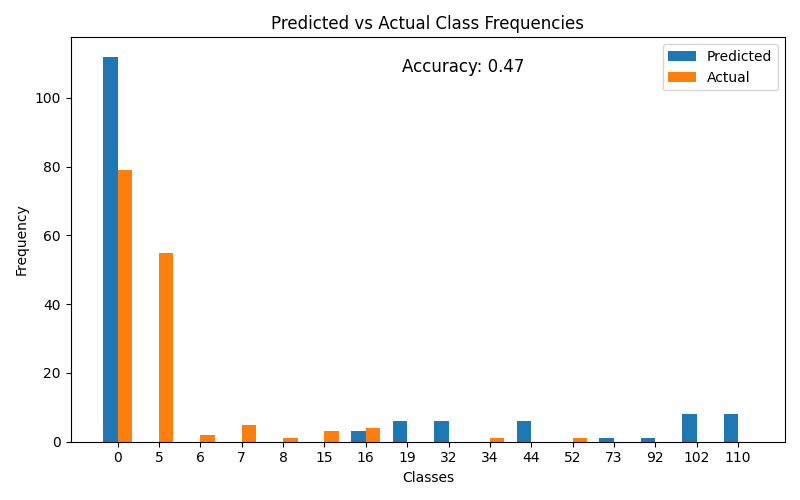 Predicted vs Actual Class Frequencies
Accuracy: 0.47
Predicted
Actual
Frequency
100
80
60
40
20
0
0 5 6 7 8 15 16 19 32 34 44 52 73 92 102 110
Classes